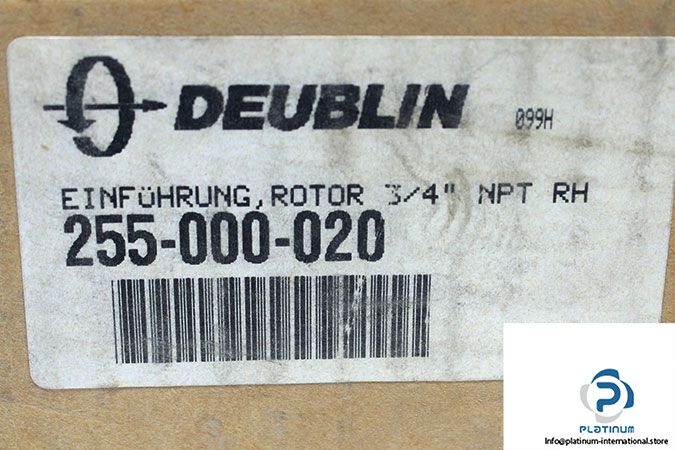 DEUBLIN
099H
EINFÜHRUNG, ROTOR 3/4" NPT RH
255-000-020
PLATINUM
Info@platinum-international.store